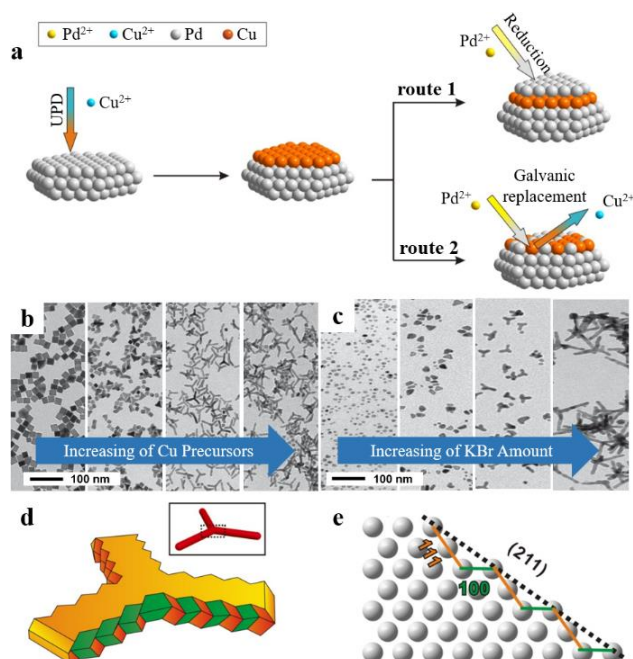 Pd²⁺ Cu²⁺ Pd Cu
a
UPD
Cu²⁺
route 1
Pd²⁺
Reduction
Galvanic
replacement
Pd²⁺
Cu²⁺
route 2
b
Increasing of Cu Precursors
100 nm
c
Increasing of KBr Amount
100 nm
d
e
111
100
(211)